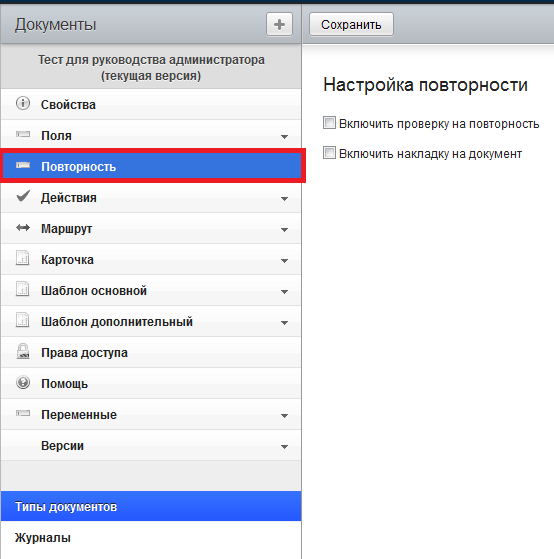 Документы
Сохранить
Тест для руководства администратора
(текущая версия)
Свойства
Поля
Повторность
Действия
Маршрут
Карточка
Шаблон основной
Шаблон дополнительный
Права доступа
Помощь
Переменные
Версии
Типы документов
Журналы
Настройка повторности
Включить проверку на повторность
Включить накладку на документ